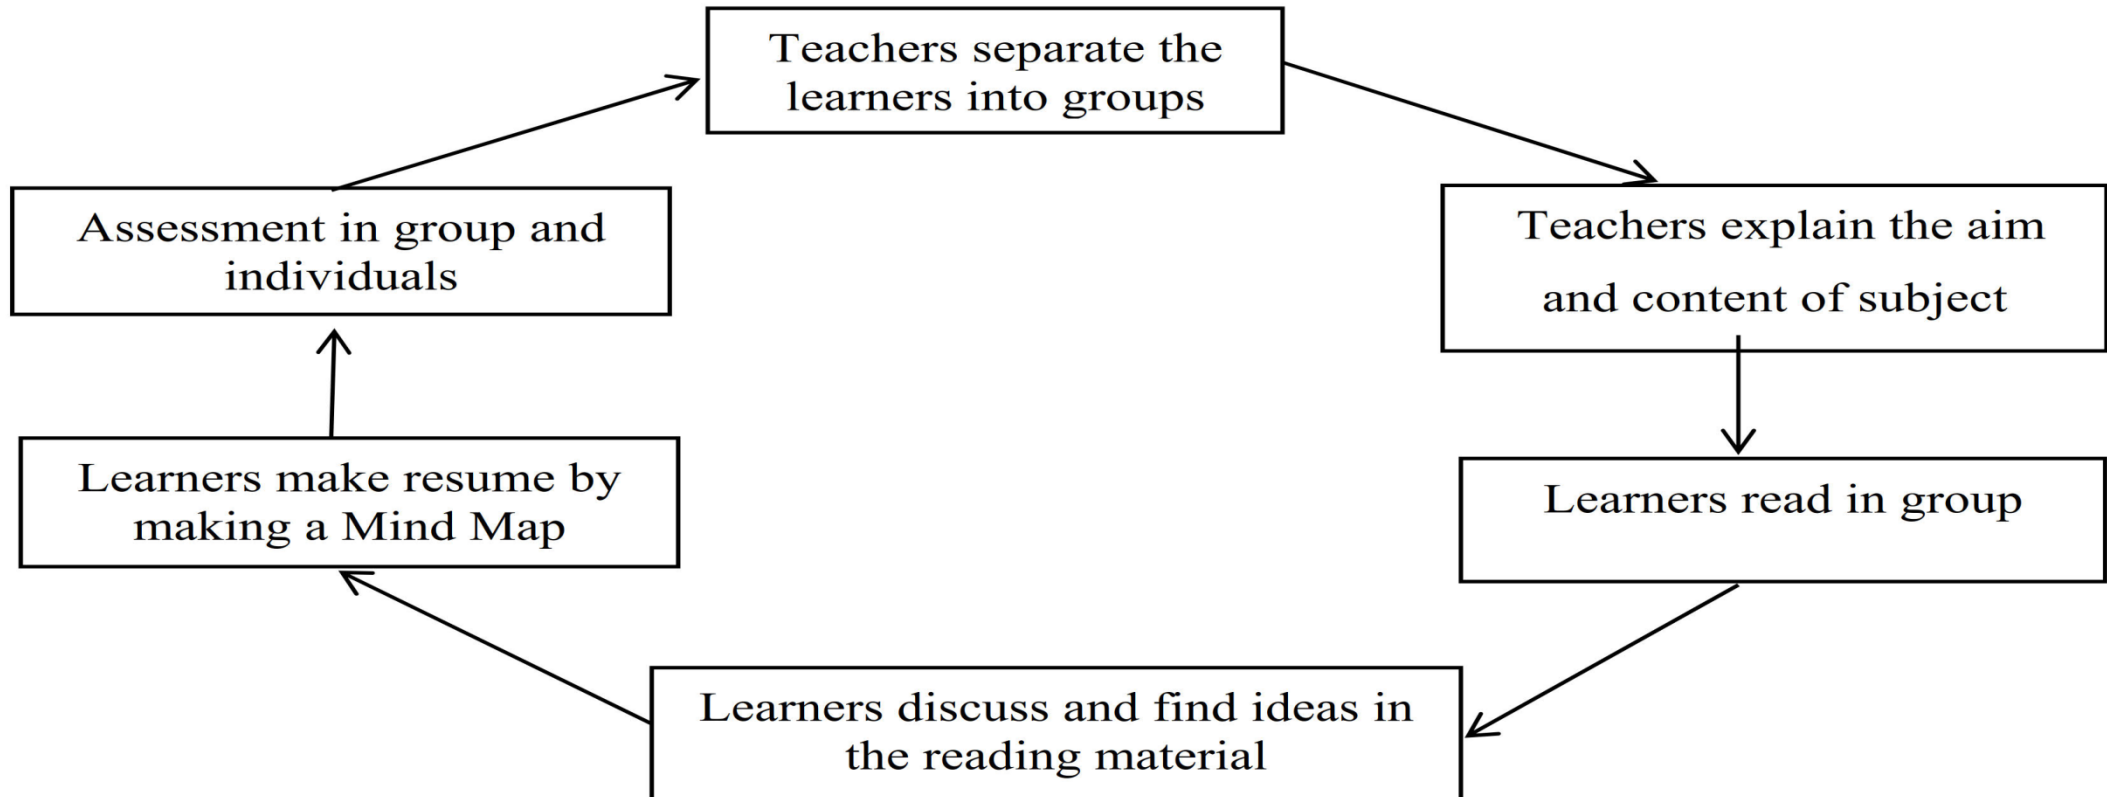 Teachers separate the
learners into groups
Teachers explain the aim
and content of subject
Learners read in group
Learners discuss and find ideas in
the reading material
Learners make resume by
making a Mind Map
Assessment in group and
individuals